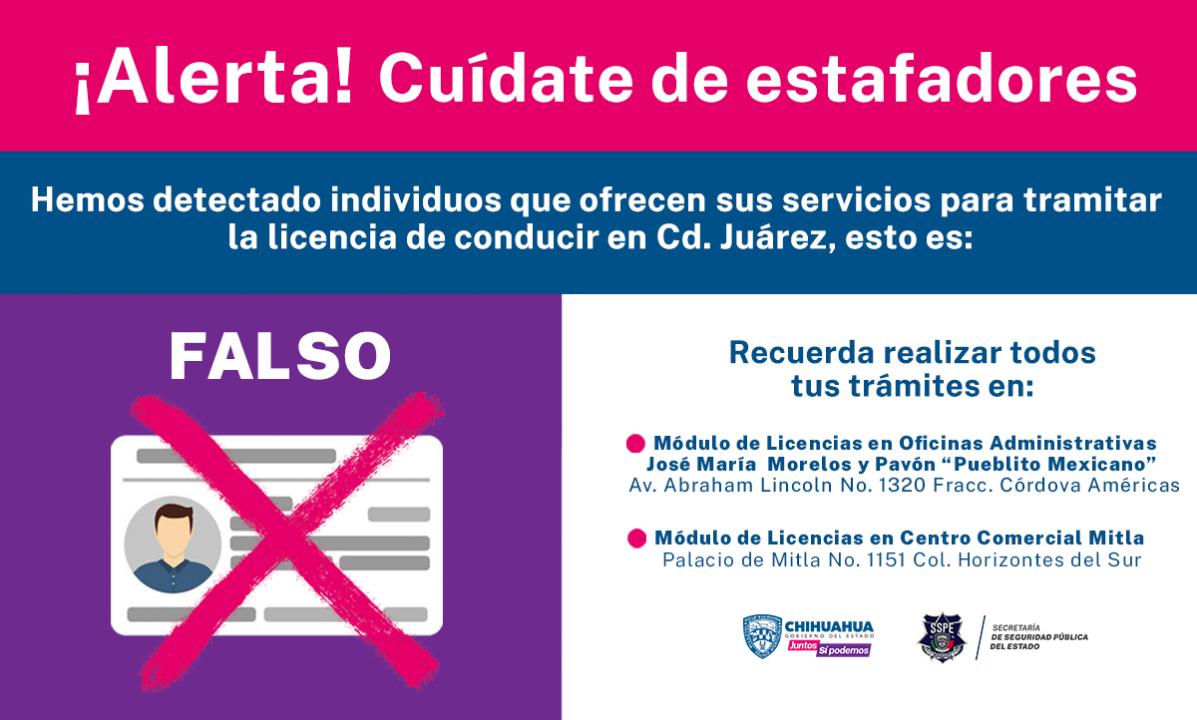 ¡Alerta! Cuídate de estafadores
Hemos detectado individuos que ofrecen sus servicios para tramitar
la licencia de conducir en Cd. Juárez, esto es:
FALSO
Recuerda realizar todos
tus trámites en:
Módulo de Licencias en Oficinas Administrativas
José María Morelos y Pavón “Pueblito Mexicano”
Av. Abraham Lincoln No. 1320 Fracc. Córdova Américas
Módulo de Licencias en Centro Comercial Mitla
Palacio de Mitla No. 1151 Col. Horizontes del Sur
CHIHUAHUA
GOBIERNO DEL ESTADO
Juntos
Sí podemos
SSPE
SECRETARÍA
DE SEGURIDAD PÚBLICA
DEL ESTADO